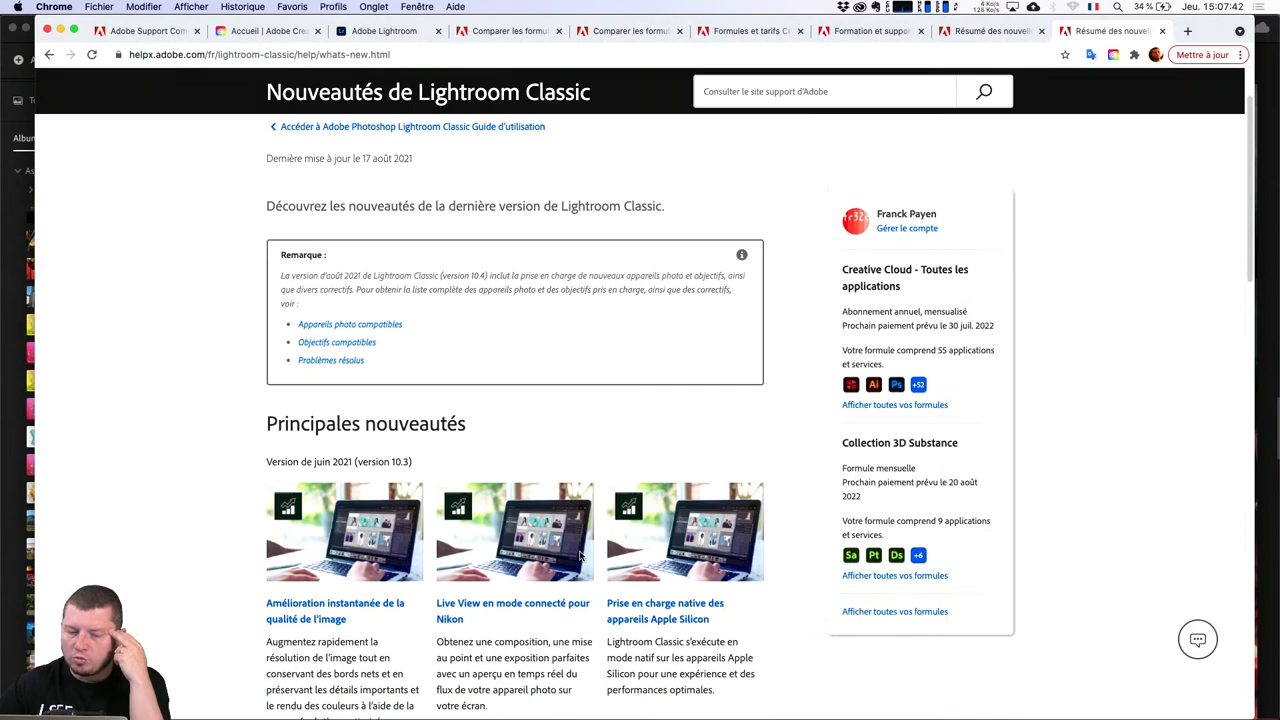 Chrome Fichier Modifier Afficher Historique Favoris Profils Onglet Fenêtre Aide
4 Ko/s
125 Ko/s
34 %
Jeu. 15:07:42
Adobe Support Com
Accueil | Adobe Crea
Adobe Lightroom
Comparer les formul
Comparer les formul
Formules et tarifs C
Formation et suppor
Résumé des nouvell
Résumé des nouvell
helpx.adobe.com/fr/lightroom-classic/help/whats-new.html
Mettre à jour
Nouveautés de Lightroom Classic
Consulter le site support d'Adobe
Accéder à Adobe Photoshop Lightroom Classic Guide d'utilisation
Album
Dernière mise à jour le 17 août 2021
Découvrez les nouveautés de la dernière version de Lightroom Classic.
Remarque :
La version d'août 2021 de Lightroom Classic (version 10.4) inclut la prise en charge de nouveaux appareils photo et objectifs, ainsi
que divers correctifs. Pour obtenir la liste complète des appareils photo et des objectifs pris en charge, ainsi que des correctifs,
voir :
Appareils photo compatibles
Objectifs compatibles
Problèmes résolus
Principales nouveautés
Version de juin 2021 (version 10.3)
Amélioration instantanée de la
qualité de l'image
Augmentez rapidement la
résolution de l'image tout en
conservant des bords nets et en
préservant les détails importants et
le rendu des couleurs à l'aide de la
Live View en mode connecté pour
Nikon
Obtenez une composition, une mise
au point et une exposition parfaites
avec un aperçu en temps réel du
flux de votre appareil photo sur
votre écran.
Prise en charge native des
appareils Apple Silicon
Lightroom Classic s'exécute en
mode natif sur les appareils Apple
Silicon pour une expérience et des
performances optimales.
Franck Payen
Gérer le compte
Creative Cloud - Toutes les
applications
Abonnement annuel, mensualisé
Prochain paiement prévu le 30 juil. 2022
Votre formule comprend 55 applications
et services.
Ai Ps +52
Afficher toutes vos formules
Collection 3D Substance
Formule mensuelle
Prochain paiement prévu le 20 août
2022
Votre formule comprend 9 applications
et services.
Sa Pt Ds +6
Afficher toutes vos formules
Afficher toutes vos formules